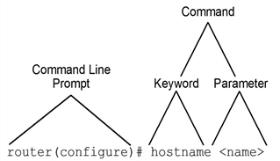 Command
Command Line
Prompt
Keyword Parameter
router(configure)# hostname <name>